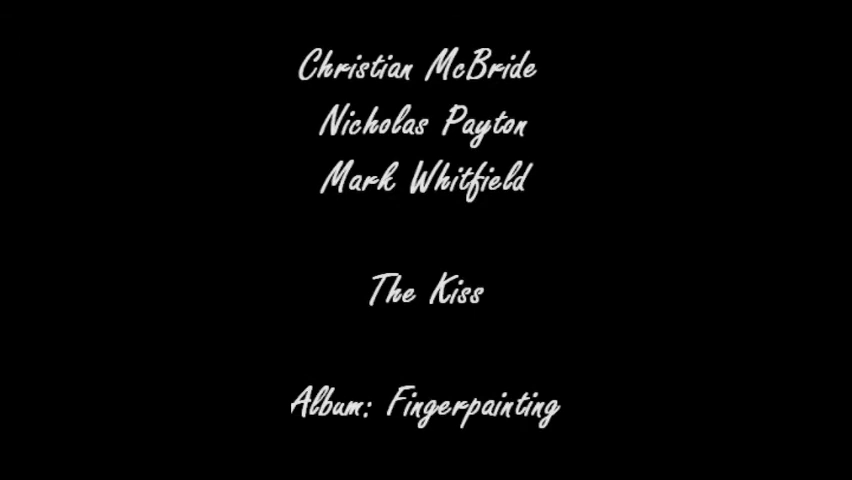 Christian McBride
Nicholas Payton
Mark Whitfield
The Kiss
Album: Fingerpainting